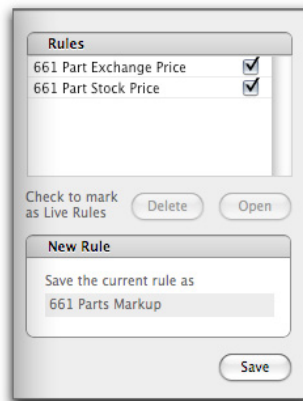 Rules
661 Part Exchange Price
661 Part Stock Price
Check to mark
as Live Rules
Delete
Open
New Rule
Save the current rule as
661 Parts Markup
Save